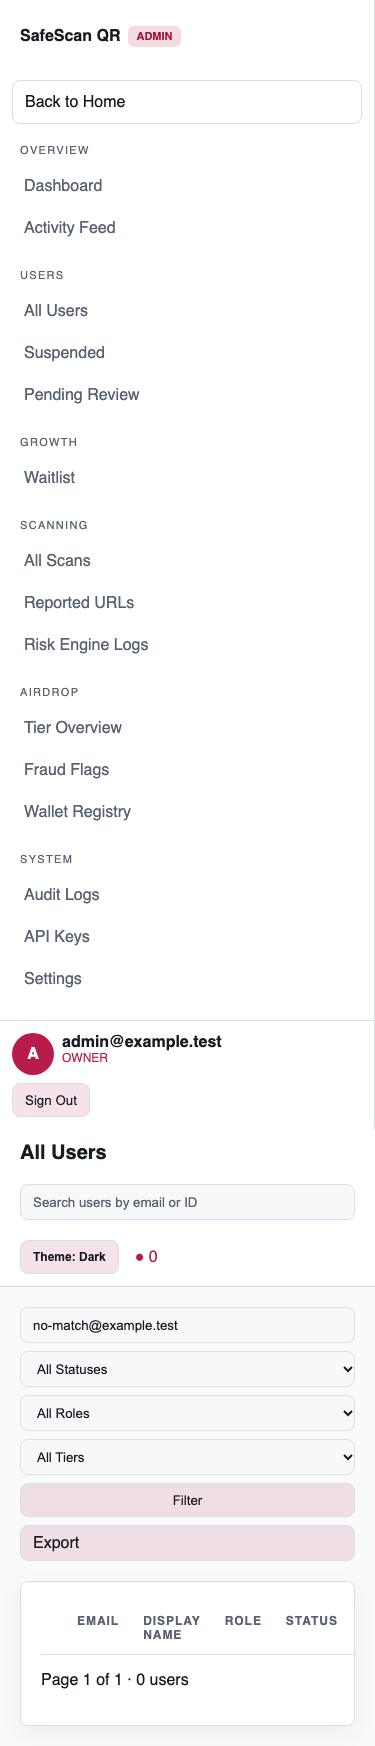 SafeScan QR ADMIN
Back to Home
OVERVIEW
Dashboard
Activity Feed
USERS
All Users
Suspended
Pending Review
GROWTH
Waitlist
SCANNING
All Scans
Reported URLs
Risk Engine Logs
AIRDROP
Tier Overview
Fraud Flags
Wallet Registry
SYSTEM
Audit Logs
API Keys
Settings
A
admin@example.test
OWNER
Sign Out
All Users
Search users by email or ID
Theme: Dark ● 0
no-match@example.test
All Statuses
All Roles
All Tiers
Filter
Export
EMAIL DISPLAY NAME ROLE STATUS
Page 1 of 1 · 0 users